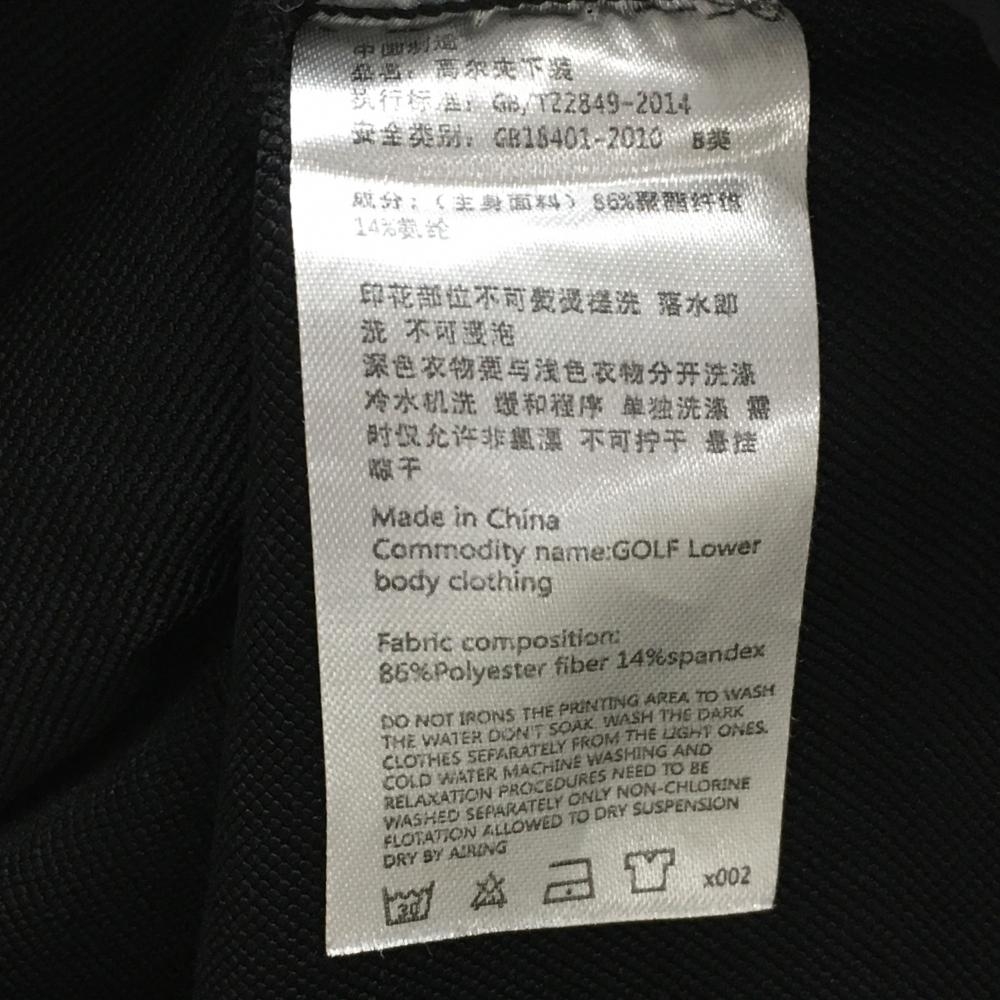 中国制造
品名：高尔夫下装
执行标准：GB/T22849-2014
安全类别：GB18401-2010 B类
成分：（主身面料）86%聚酯纤维
14%氨纶
印花部位不可熨烫搓洗 落水即
洗 不可浸泡
深色衣物要与浅色衣物分开洗涤
冷水机洗 缓和程序 单独洗涤 需
时仅允许非氯漂 不可拧干 悬挂
晾干
Made in China
Commodity name:GOLF Lower
body clothing
Fabric composition:
86%Polyester fiber 14%spandex
DO NOT IRONS THE PRINTING AREA TO WASH
THE WATER DON'T SOAK WASH THE DARK
CLOTHES SEPARATELY FROM THE LIGHT ONES.
COLD WATER MACHINE WASHING AND
RELAXATION PROCEDURES NEED TO BE
WASHED SEPARATELY ONLY NON-CHLORINE
FLOTATION ALLOWED TO DRY SUSPENSION
DRY BY AIRING
30 x002